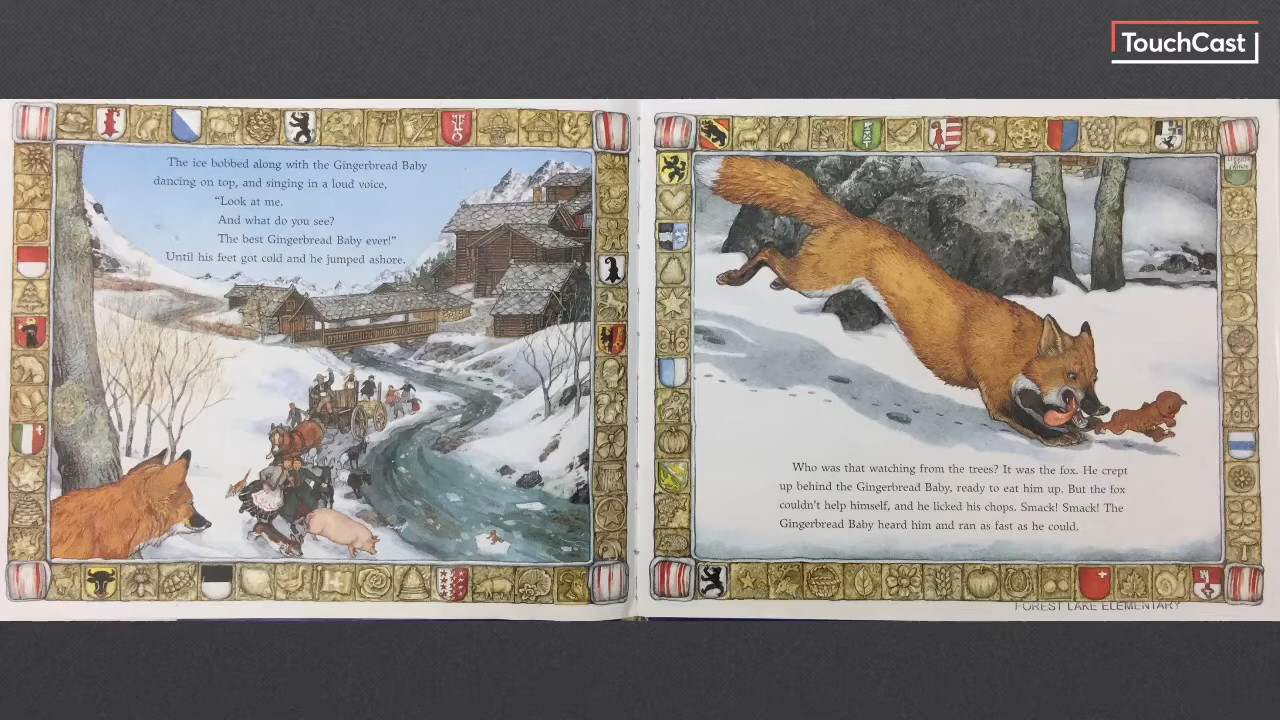 TouchCast
The ice bobbed along with the Gingerbread Baby
dancing on top, and singing in a loud voice,
"Look at me.
And what do you see?
The best Gingerbread Baby ever!"
Until his feet got cold and he jumped ashore.
Who was that watching from the trees? It was the fox. He crept
up behind the Gingerbread Baby, ready to eat him up. But the fox
couldn't help himself, and he licked his chops. Smack! Smack! The
Gingerbread Baby heard him and ran as fast as he could.
FOREST LAKE ELEMENTARY